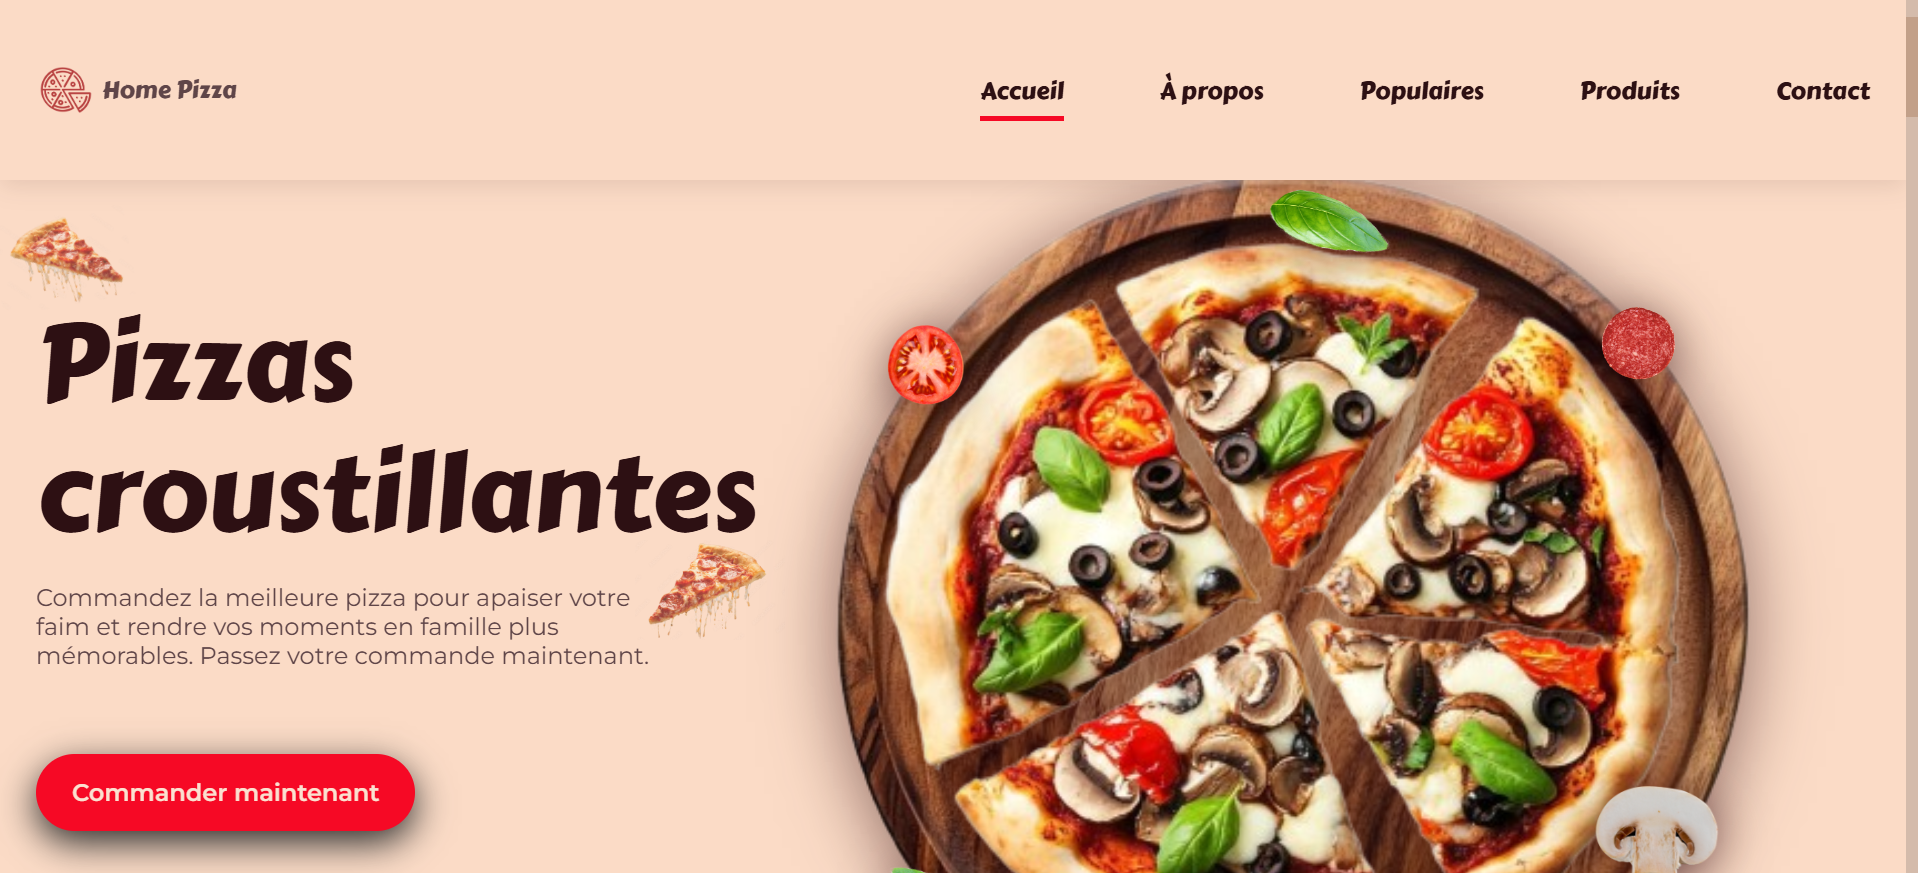 Home Pizza
Accueil
À propos
Populaires
Produits
Contact
Pizzas
croustillantes
Commandez la meilleure pizza pour apaiser votre
faim et rendre vos moments en famille plus
mémorables. Passez votre commande maintenant.
Commander maintenant